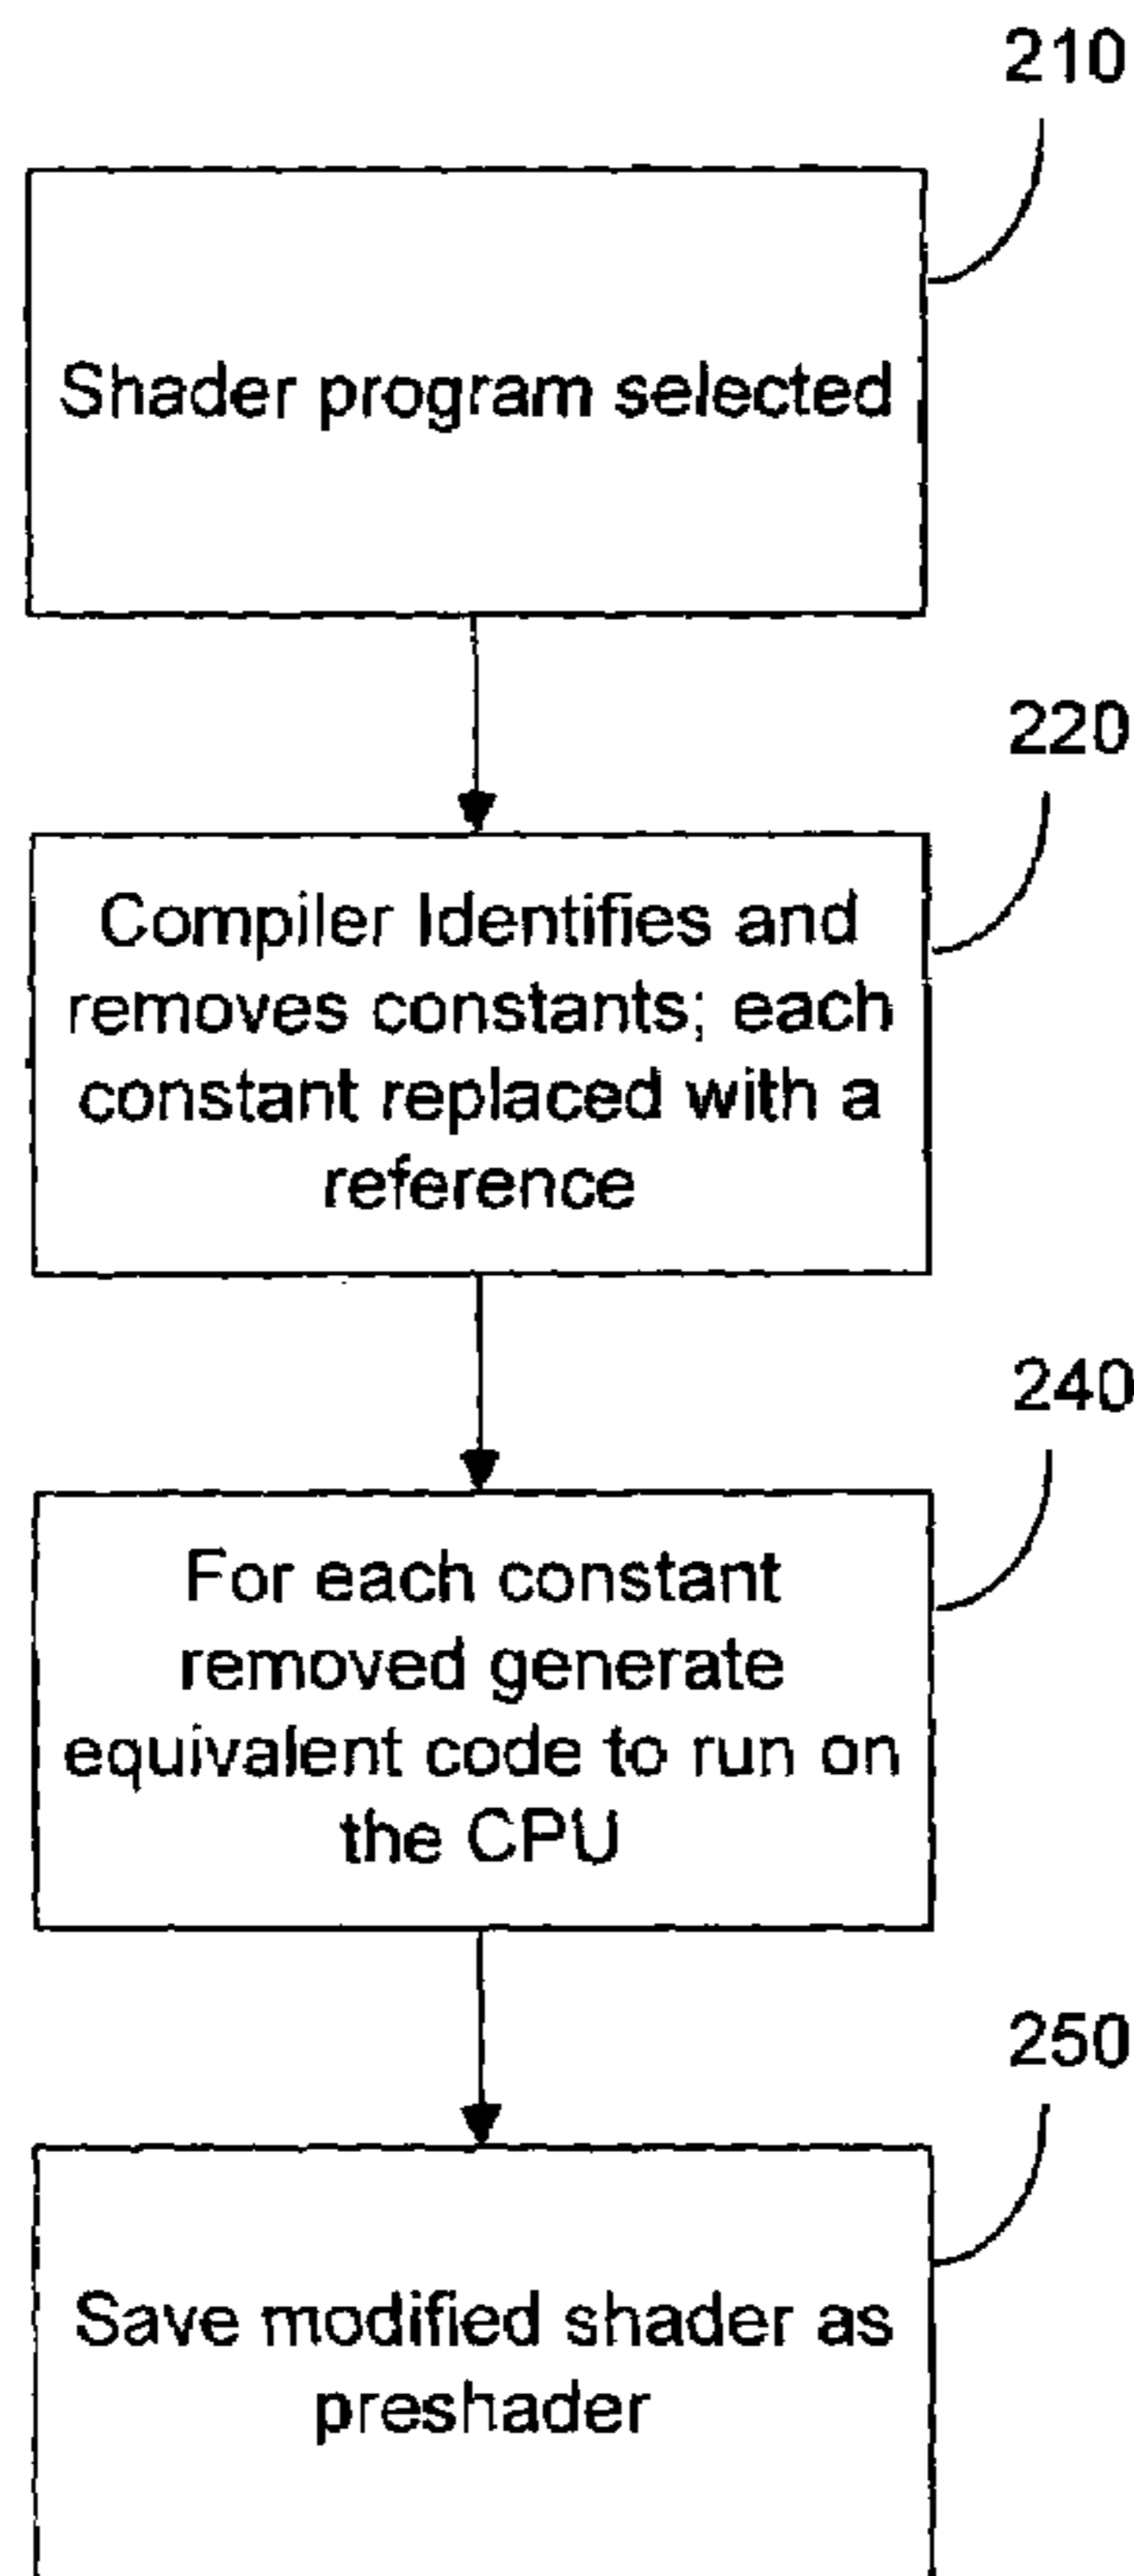 210
Shader program selected
220
Compiler Identifies and
removes constants; each
constant replaced with a
reference
240
For each constant
removed generate
equivalent code to run on
the CPU
250
Save modified shader as
preshader